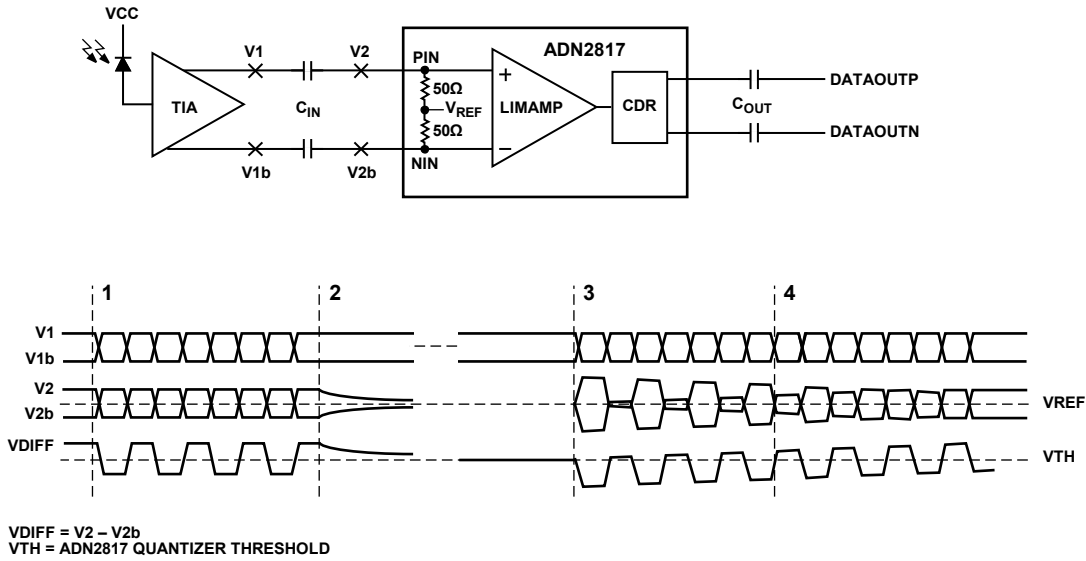 VCC
ADN2817
V1
V2
PIN
TIA
C_IN
50Ω
V_REF
50Ω
+
LIMAMP
−
CDR
C_OUT
DATAOUTP
DATAOUTN
V1b
V2b
NIN
1
2
3
4
V1
V1b
V2
V2b
VREF
VDIFF
VTH
VDIFF = V2 – V2b
VTH = ADN2817 QUANTIZER THRESHOLD